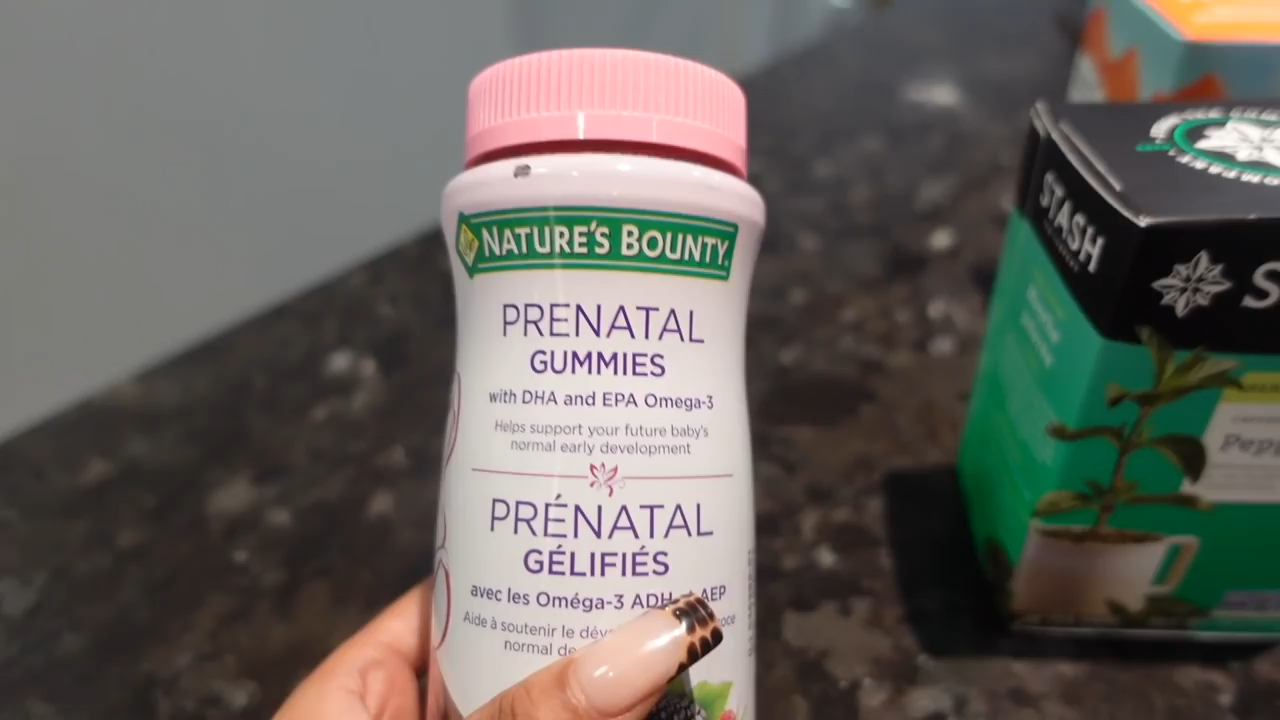 NATURE'S BOUNTY
PRENATAL
GUMMIES
with DHA and EPA Omega-3
Helps support your future baby's
normal early development
PRÉNATAL
GÉLIFIÉS
avec les Oméga-3 ADH AEP
Aide à soutenir le
normal
STASH